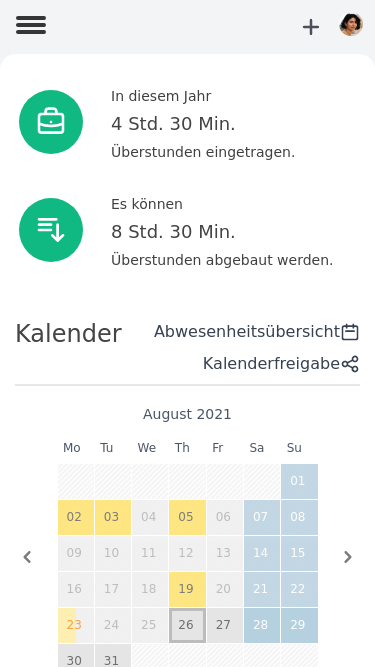 In diesem Jahr
4 Std. 30 Min.
Überstunden eingetragen.
Es können
8 Std. 30 Min.
Überstunden abgebaut werden.
Kalender
Abwesenheitsübersicht
Kalenderfreigabe
August 2021
Mo Tu We Th Fr Sa Su
01
02 03 04 05 06 07 08
09 10 11 12 13 14 15
16 17 18 19 20 21 22
23 24 25 26 27 28 29
30 31